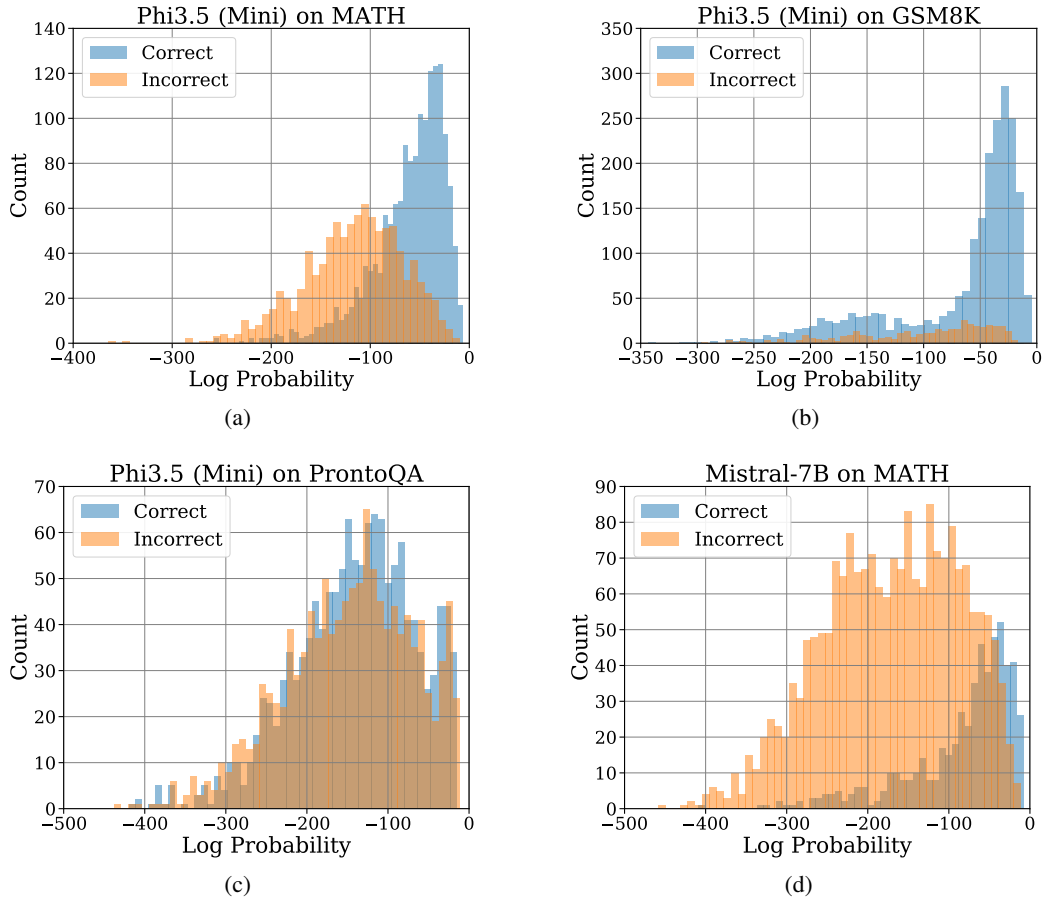 Phi3.5 (Mini) on MATH
140
120
100
80
60
40
20
0
Count
Correct
Incorrect
−400 −300 −200 −100 0
Log Probability
(a)
Phi3.5 (Mini) on GSM8K
350
300
250
200
150
100
50
0
Count
Correct
Incorrect
−350 −300 −250 −200 −150 −100 −50 0
Log Probability
(b)
Phi3.5 (Mini) on ProntoQA
70
60
50
40
30
20
10
0
Count
Correct
Incorrect
−500 −400 −300 −200 −100 0
Log Probability
(c)
Mistral-7B on MATH
90
80
70
60
50
40
30
20
10
0
Count
Correct
Incorrect
−500 −400 −300 −200 −100 0
Log Probability
(d)